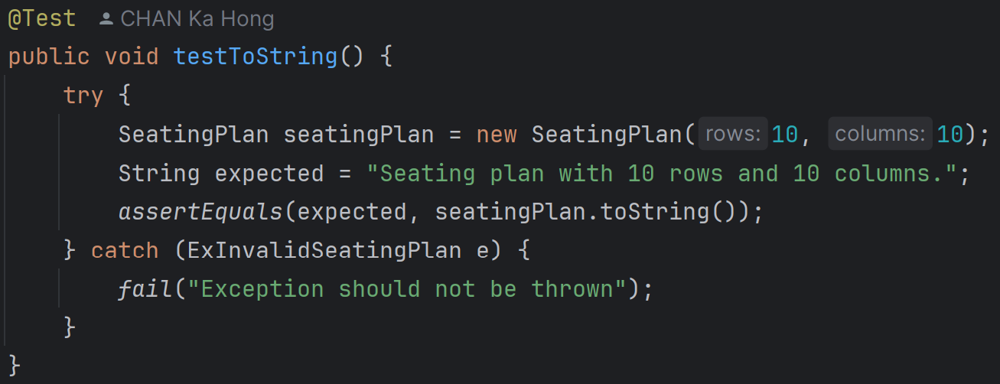 @Test CHAN Ka Hong
public void testToString() {
try {
SeatingPlan seatingPlan = new SeatingPlan( rows: 10, columns: 10);
String expected = "Seating plan with 10 rows and 10 columns.";
assertEquals(expected, seatingPlan.toString());
} catch (ExInvalidSeatingPlan e) {
fail("Exception should not be thrown");
}
}